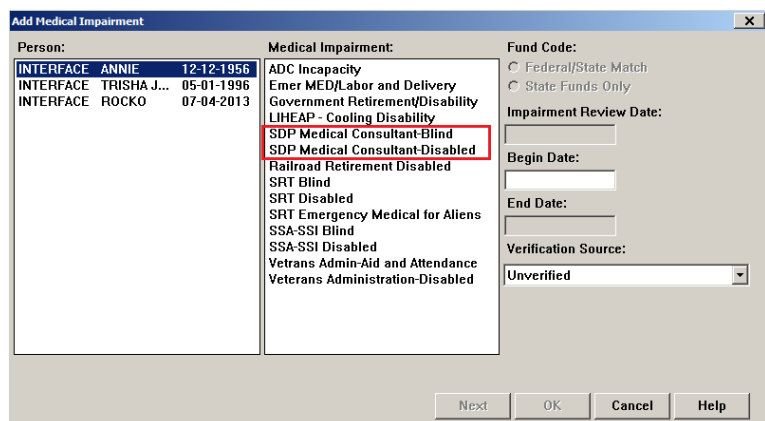 Add Medical Impairment
Person:
INTERFACE ANNIE 12-12-1956
INTERFACE TRISHA J... 05-01-1996
INTERFACE ROCKO 07-04-2013
Medical Impairment:
ADC Incapacity
Emer MED/Labor and Delivery
Government Retirement/Disability
LIHEAP - Cooling Disability
SDP Medical Consultant-Blind
SDP Medical Consultant-Disabled
Railroad Retirement Disabled
SRT Blind
SRT Disabled
SRT Emergency Medical for Aliens
SSA-SSI Blind
SSA-SSI Disabled
Vetrans Admin-Aid and Attendance
Veterans Administration-Disabled
Fund Code:
Federal/State Match
State Funds Only
Impairment Review Date:
Begin Date:
End Date:
Verification Source:
Unverified
Next
OK
Cancel
Help